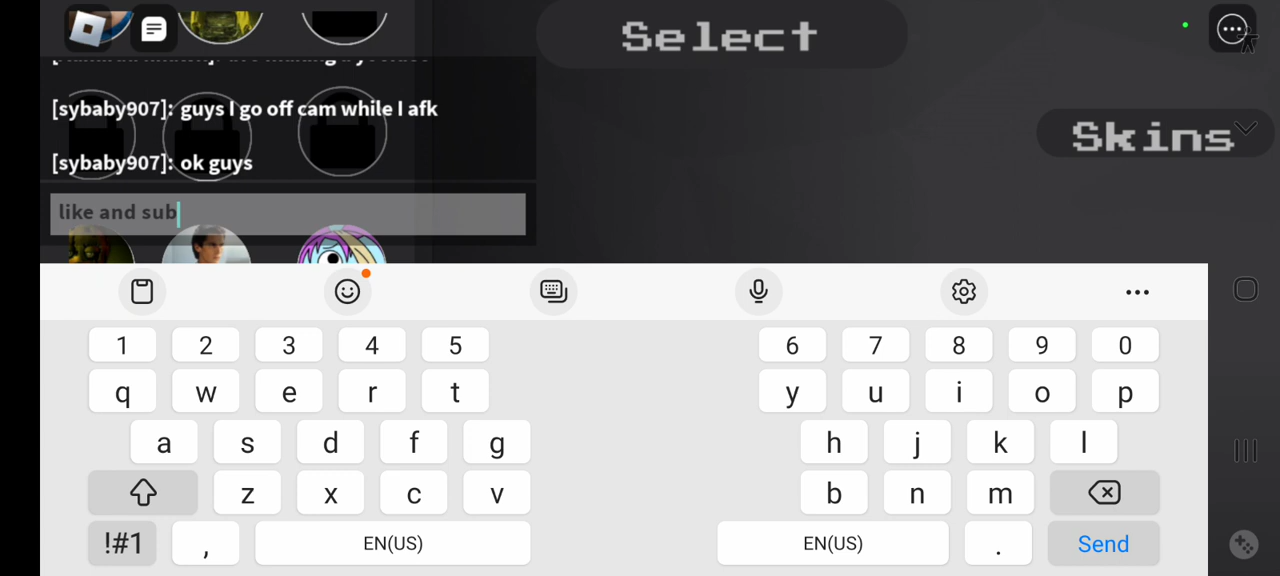 Select
[sybaby907]: guys I go off cam while I afk
Skins
[sybaby907]: ok guys
like and sub
1 2 3 4 5 6 7 8 9 0
q w e r t y u i o p
a s d f g h j k l
z x c v b n m
!#1 , EN(US) EN(US) . Send